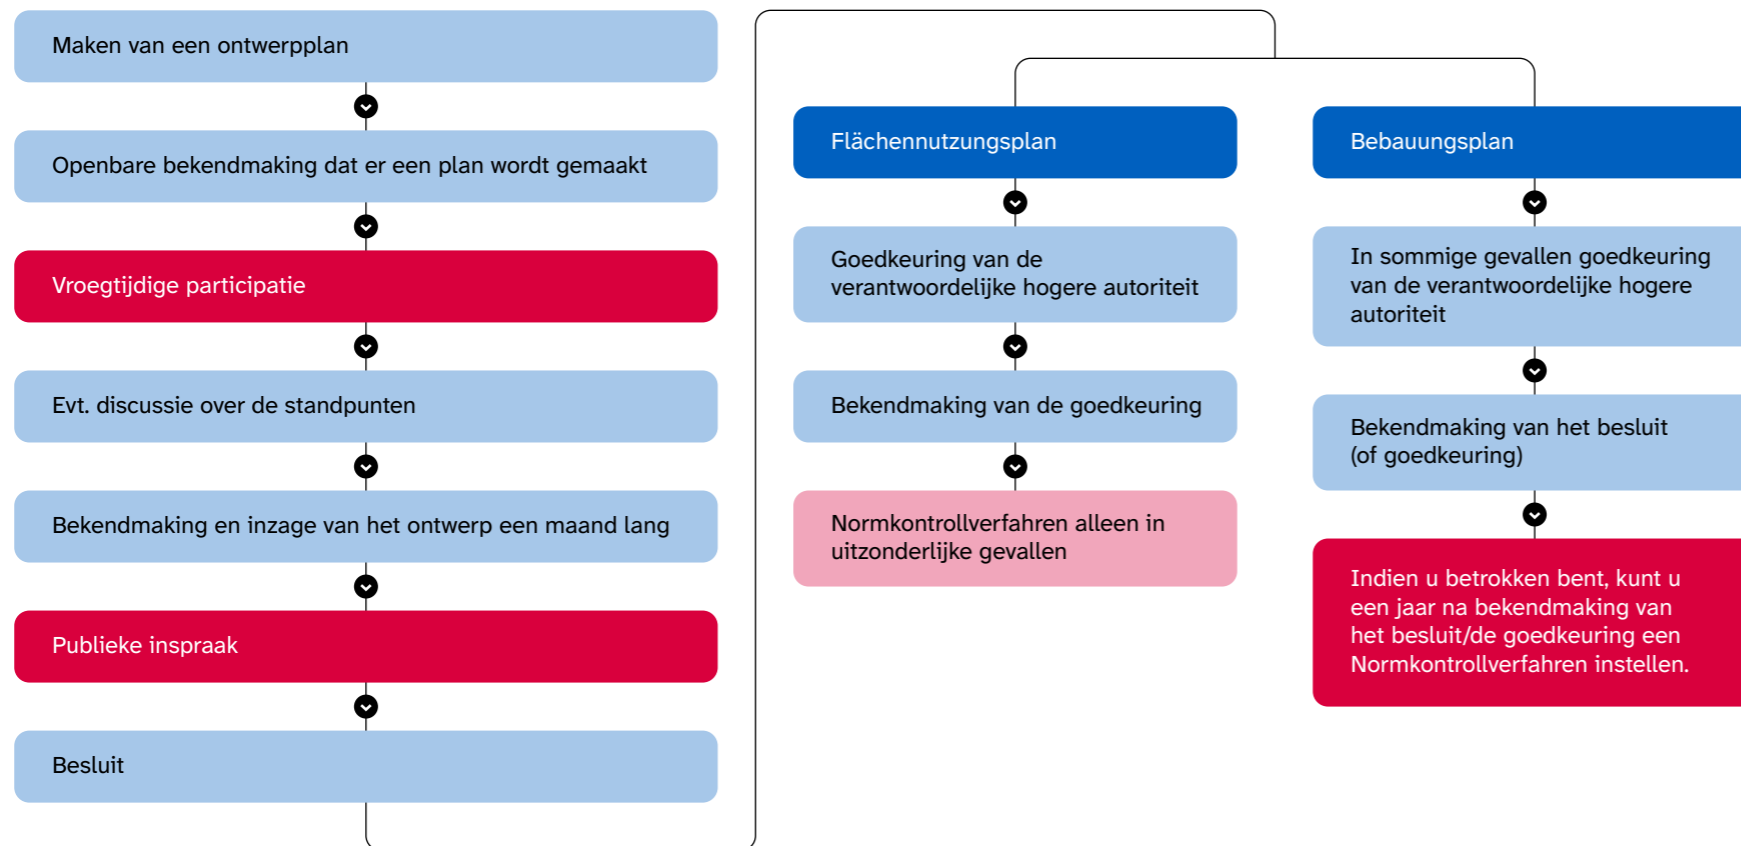 Maken van een ontwerpplan
Openbare bekendmaking dat er een plan wordt gemaakt
Vroegtijdige participatie
Evt. discussie over de standpunten
Bekendmaking en inzage van het ontwerp een maand lang
Publieke inspraak
Besluit
Flächennutzungsplan
Goedkeuring van de
verantwoordelijke hogere autoriteit
Bekendmaking van de goedkeuring
Normkontrollverfahren alleen in
uitzonderlijke gevallen
Bebauungsplan
In sommige gevallen goedkeuring
van de verantwoordelijke hogere
autoriteit
Bekendmaking van het besluit
(of goedkeuring)
Indien u betrokken bent, kunt u
een jaar na bekendmaking van
het besluit/de goedkeuring een
Normkontrollverfahren instellen.